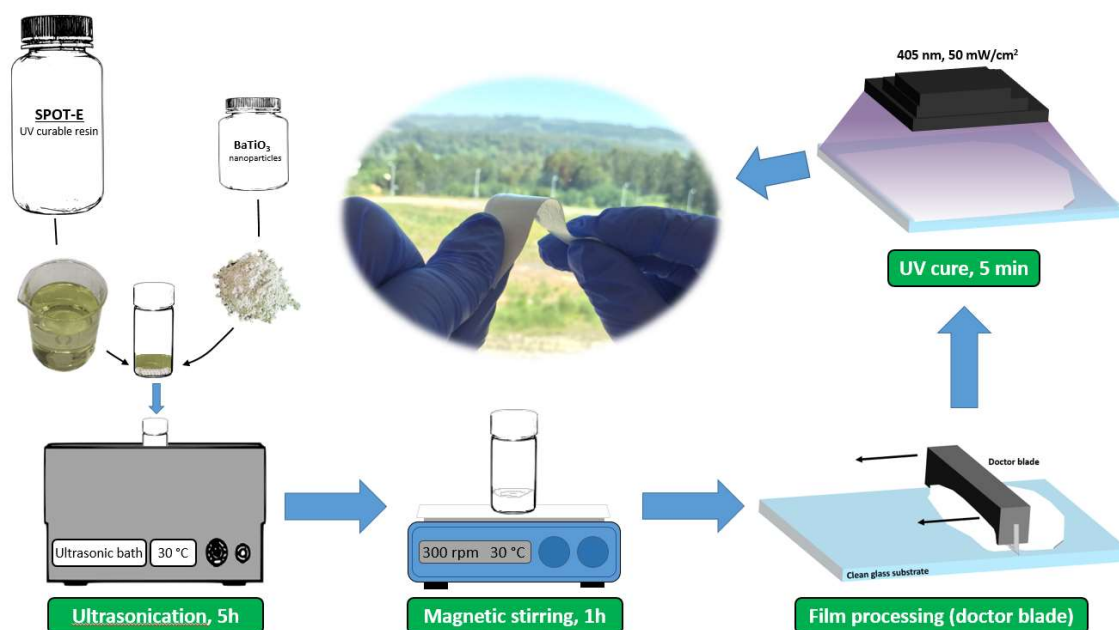 SPOT-E
UV curable resin
BaTiO₃
nanoparticles
405 nm, 50 mW/cm²
UV cure, 5 min
Ultrasonic bath
30 °C
Ultrasonication, 5h
300 rpm 30 °C
Magnetic stirring, 1h
Doctor blade
Clean glass substrate
Film processing (doctor blade)